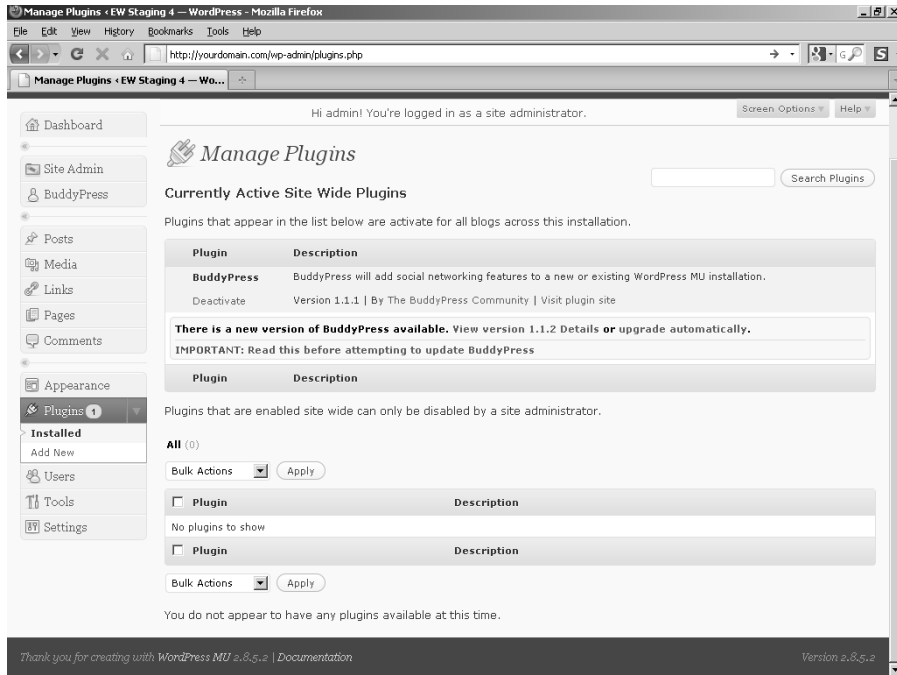 Manage Plugins ‹ EW Staging 4 — WordPress - Mozilla Firefox
File Edit View History Bookmarks Tools Help
http://yourdomain.com/wp-admin/plugins.php
G
S
Manage Plugins ‹ EW Staging 4 — Wo...
Hi admin! You're logged in as a site administrator.
Screen Options
Help
Dashboard
Site Admin
BuddyPress
Posts
Media
Links
Pages
Comments
Appearance
Plugins 1
Installed
Add New
Users
Tools
Settings
Manage Plugins
Search Plugins
Currently Active Site Wide Plugins
Plugins that appear in the list below are activate for all blogs across this installation.
Plugin Description
BuddyPress BuddyPress will add social networking features to a new or existing WordPress MU installation.
Deactivate Version 1.1.1 | By The BuddyPress Community | Visit plugin site
There is a new version of BuddyPress available. View version 1.1.2 Details or upgrade automatically.
IMPORTANT: Read this before attempting to update BuddyPress
Plugin Description
Plugins that are enabled site wide can only be disabled by a site administrator.
All (0)
Bulk Actions Apply
Plugin Description
No plugins to show
Plugin Description
Bulk Actions Apply
You do not appear to have any plugins available at this time.
Thank you for creating with WordPress MU 2.8.5.2 | Documentation
Version 2.8.5.2